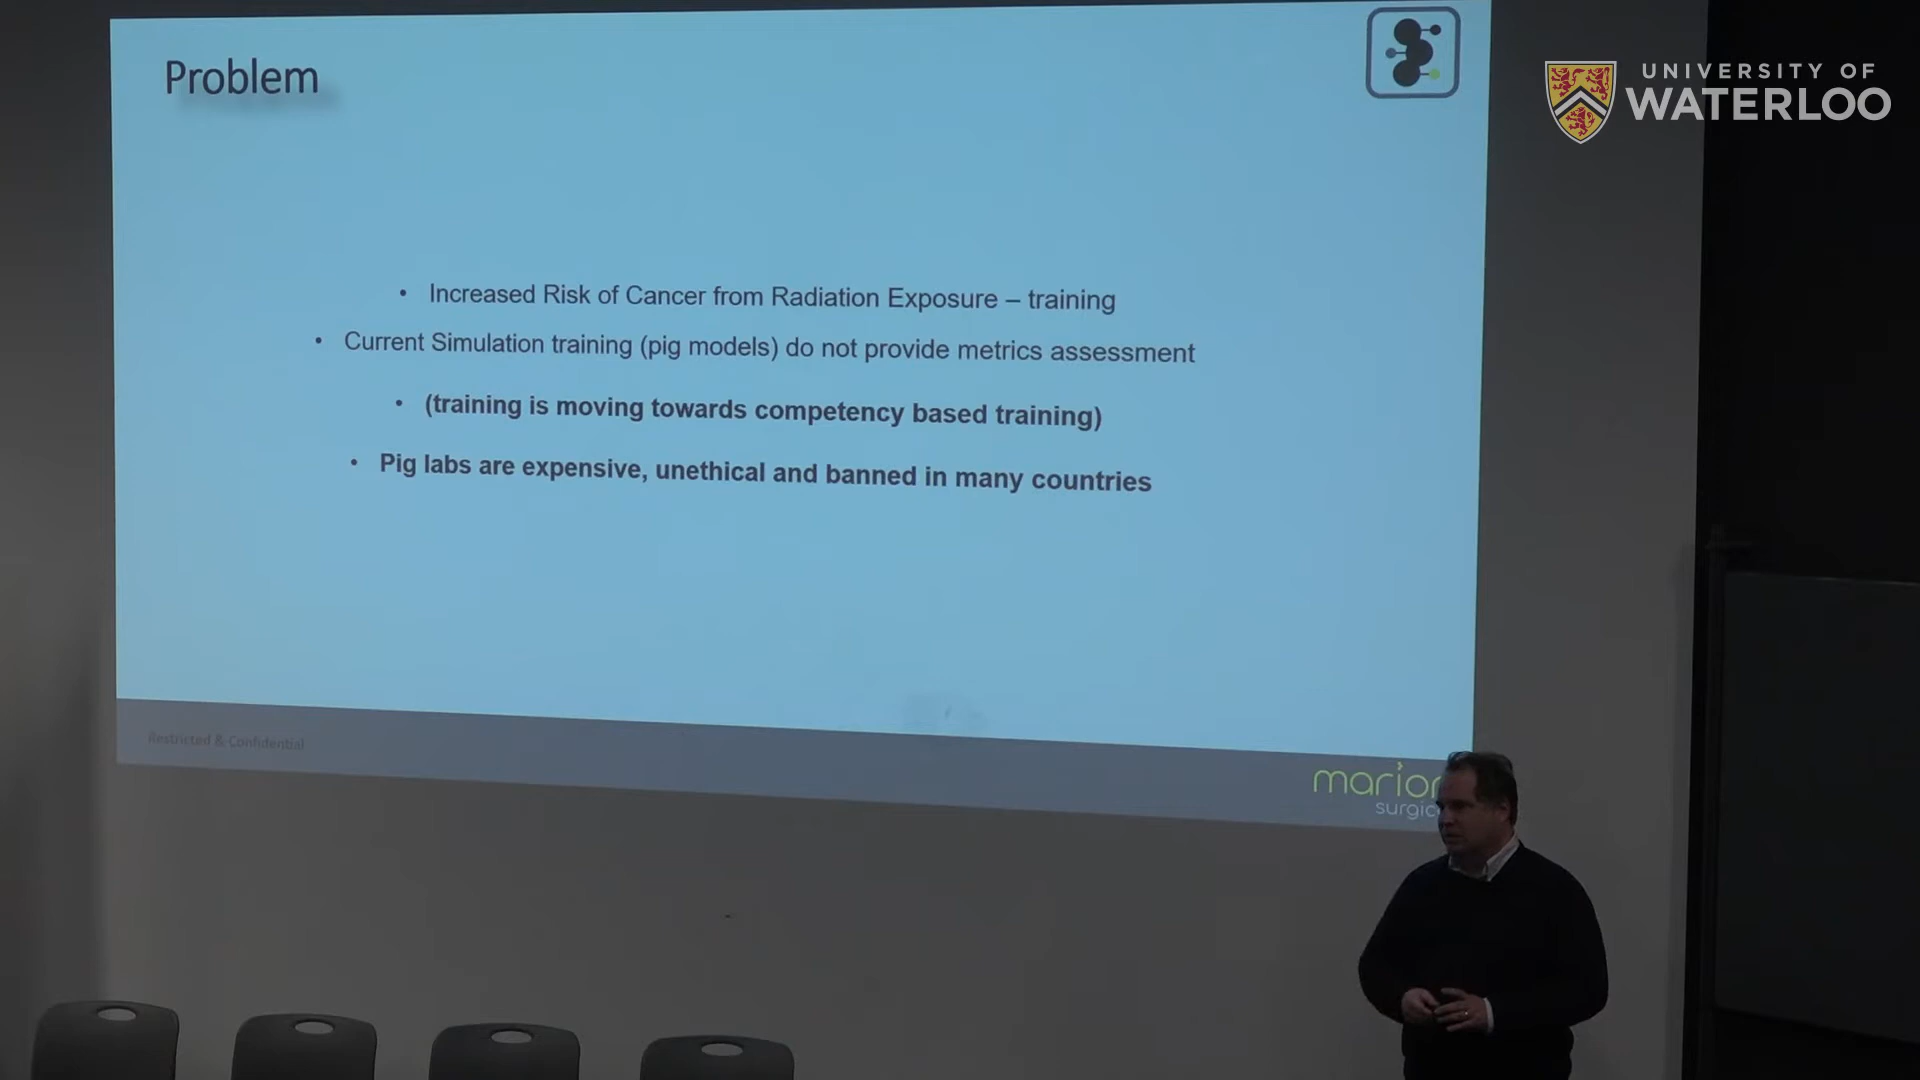 Problem
UNIVERSITY OF
WATERLOO
• Increased Risk of Cancer from Radiation Exposure – training
• Current Simulation training (pig models) do not provide metrics assessment
• (training is moving towards competency based training)
• Pig labs are expensive, unethical and banned in many countries
Restricted & Confidential